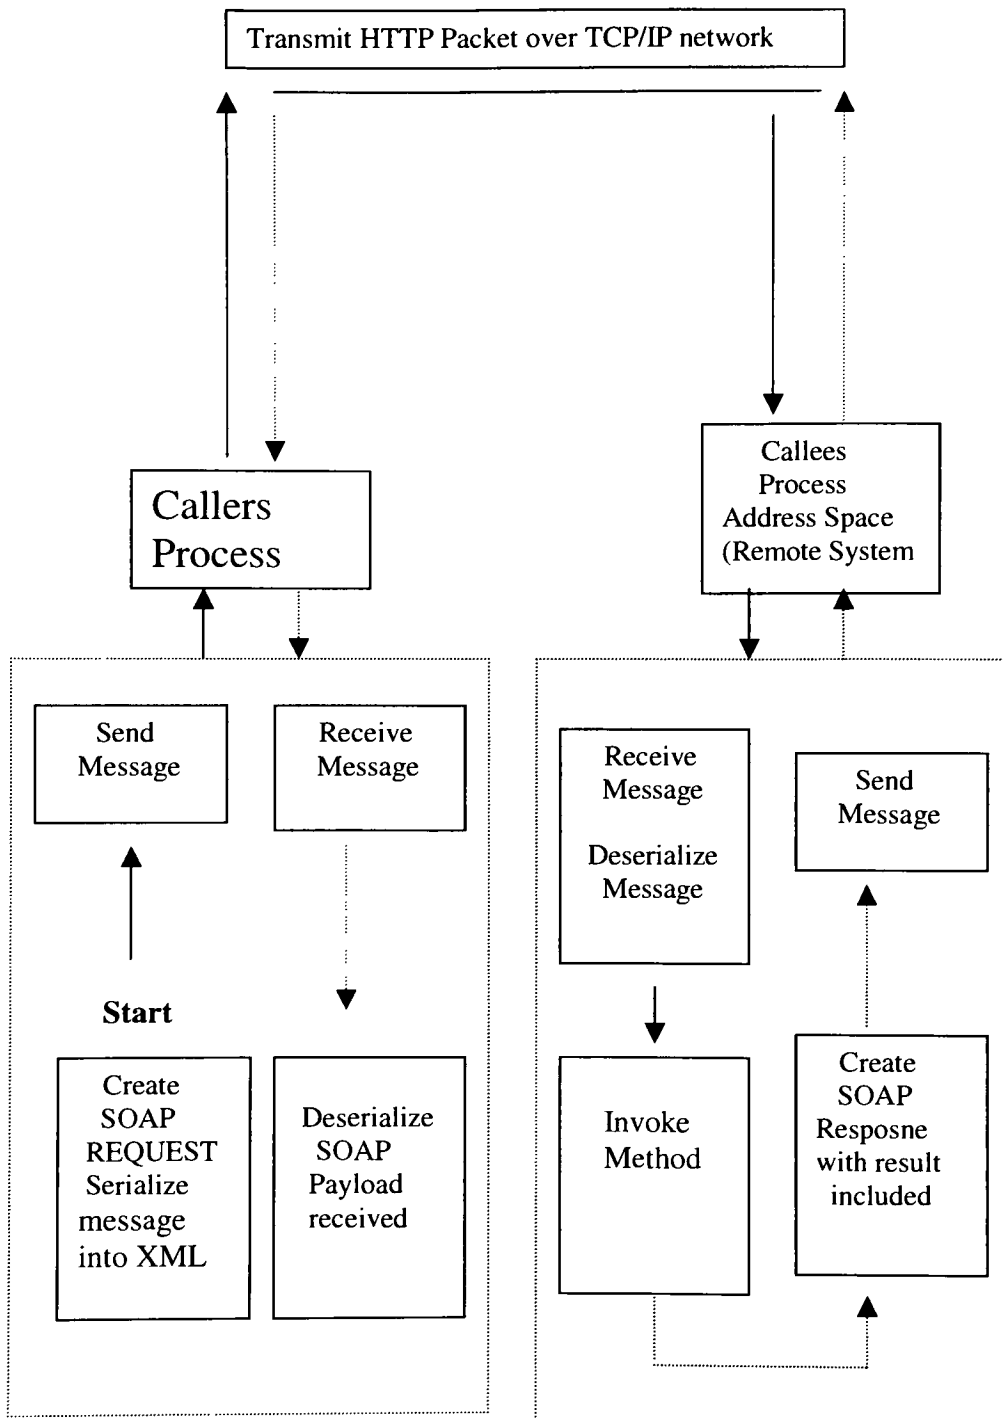 Transmit HTTP Packet over TCP/IP network
Callers
Process
Callees
Process
Address Space
(Remote System
Send
Message
Receive
Message
Receive
Message
Deserialize
Message
Send
Message
Start
Create
SOAP
REQUEST
Serialize
message
into XML
Deserialize
SOAP
Payload
received
Invoke
Method
Create
SOAP
Resposne
with result
included